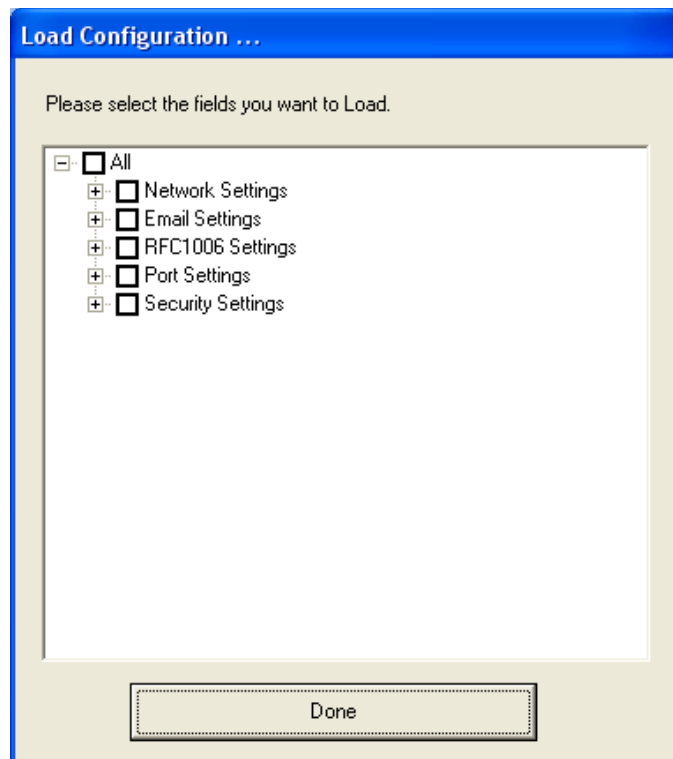 Load Configuration ...
Please select the fields you want to Load.
All
Network Settings
Email Settings
RFC1006 Settings
Port Settings
Security Settings
Done